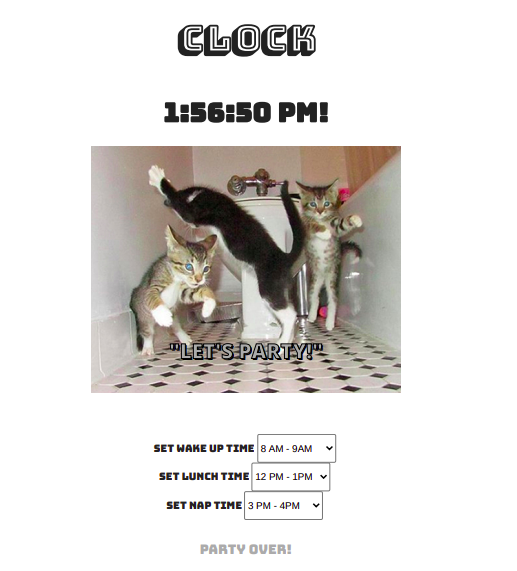 CLOCK
1:56:50 PM!
"LET'S PARTY!"
SET WAKE UP TIME 8 AM - 9AM
SET LUNCH TIME 12 PM - 1PM
SET NAP TIME 3 PM - 4PM
PARTY OVER!